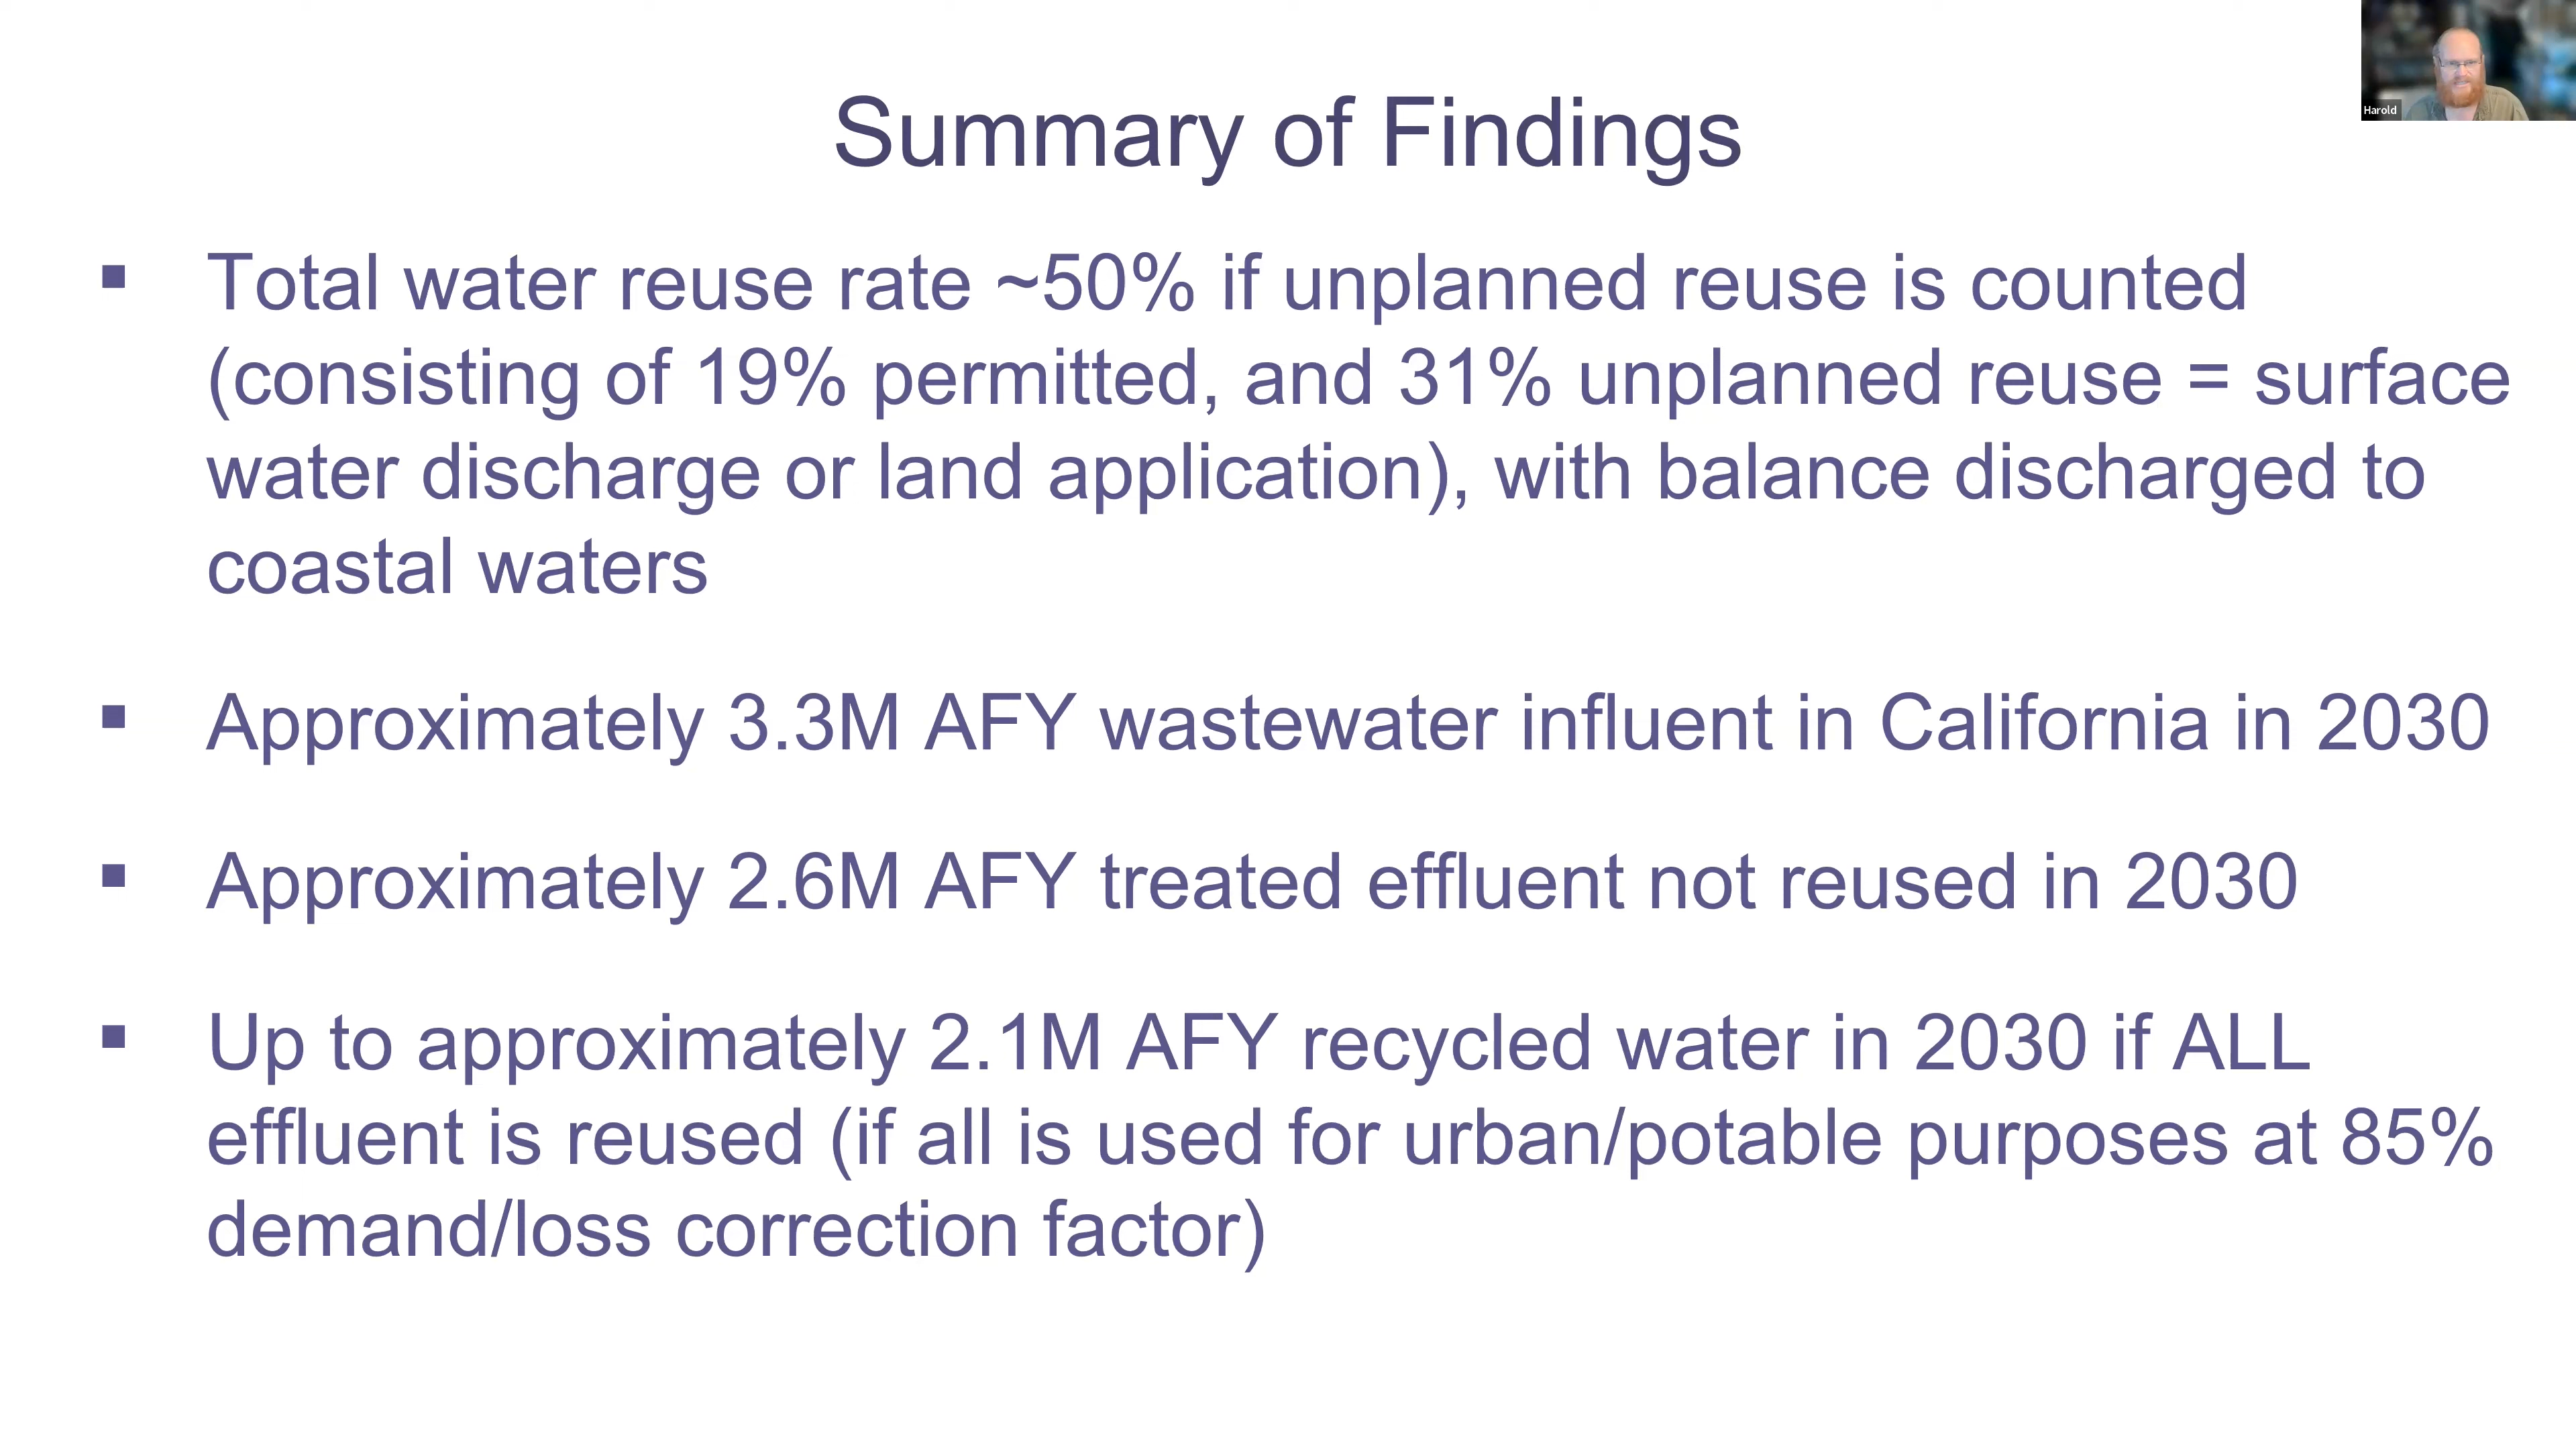 Harold
Summary of Findings
▪ Total water reuse rate ~50% if unplanned reuse is counted
(consisting of 19% permitted, and 31% unplanned reuse = surface
water discharge or land application), with balance discharged to
coastal waters
▪ Approximately 3.3M AFY wastewater influent in California in 2030
▪ Approximately 2.6M AFY treated effluent not reused in 2030
▪ Up to approximately 2.1M AFY recycled water in 2030 if ALL
effluent is reused (if all is used for urban/potable purposes at 85%
demand/loss correction factor)